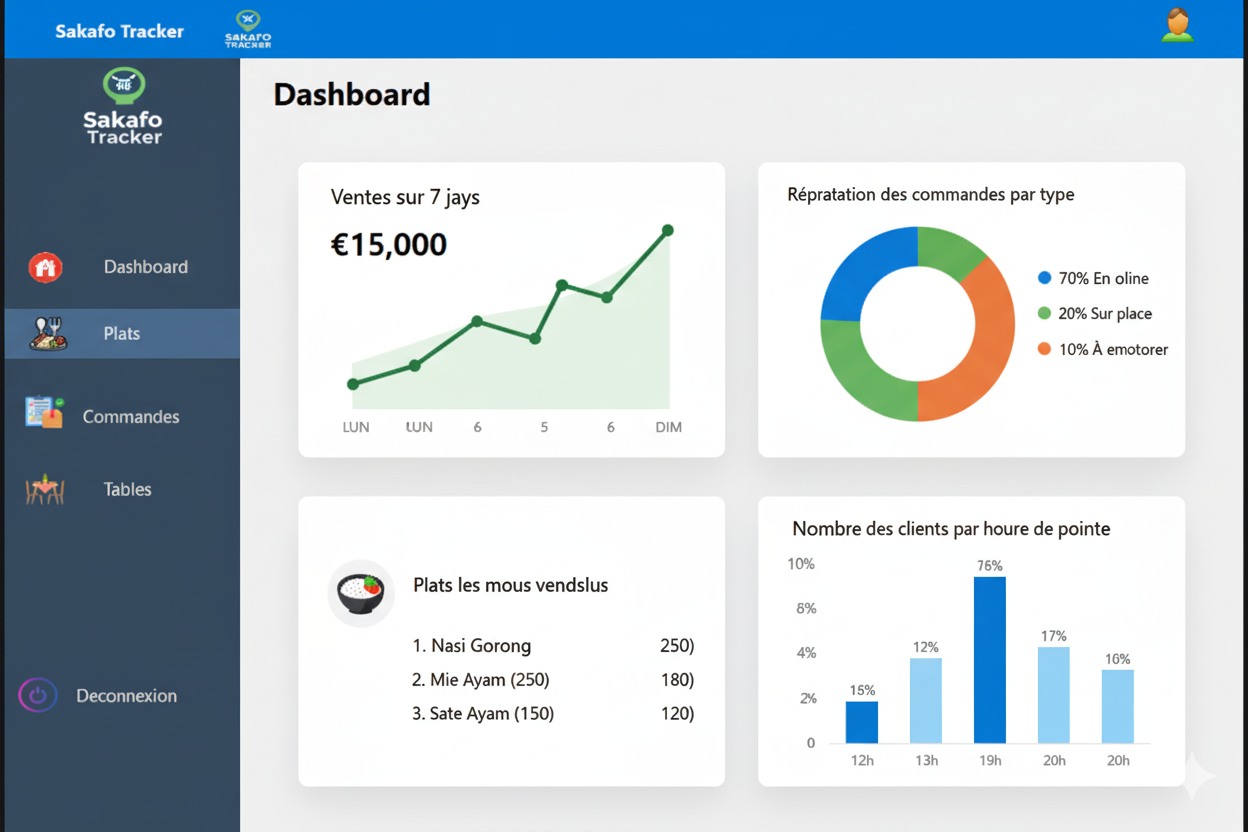 Sakafo Tracker
SAKAFO
TRACKER
Sakafo
Tracker
Dashboard
Plats
Commandes
Tables
Deconnexion
Dashboard
Ventes sur 7 jays
€15,000
LUN LUN 6 5 6 DIM
Répratation des commandes par type
70% En oline
20% Sur place
10% À emotorer
Plats les mous vendslus
1. Nasi Gorong 250)
2. Mie Ayam (250) 180)
3. Sate Ayam (150) 120)
Nombre des clients par houre de pointe
10%
8%
4%
2%
0
15%
12%
76%
17%
16%
12h 13h 19h 20h 20h